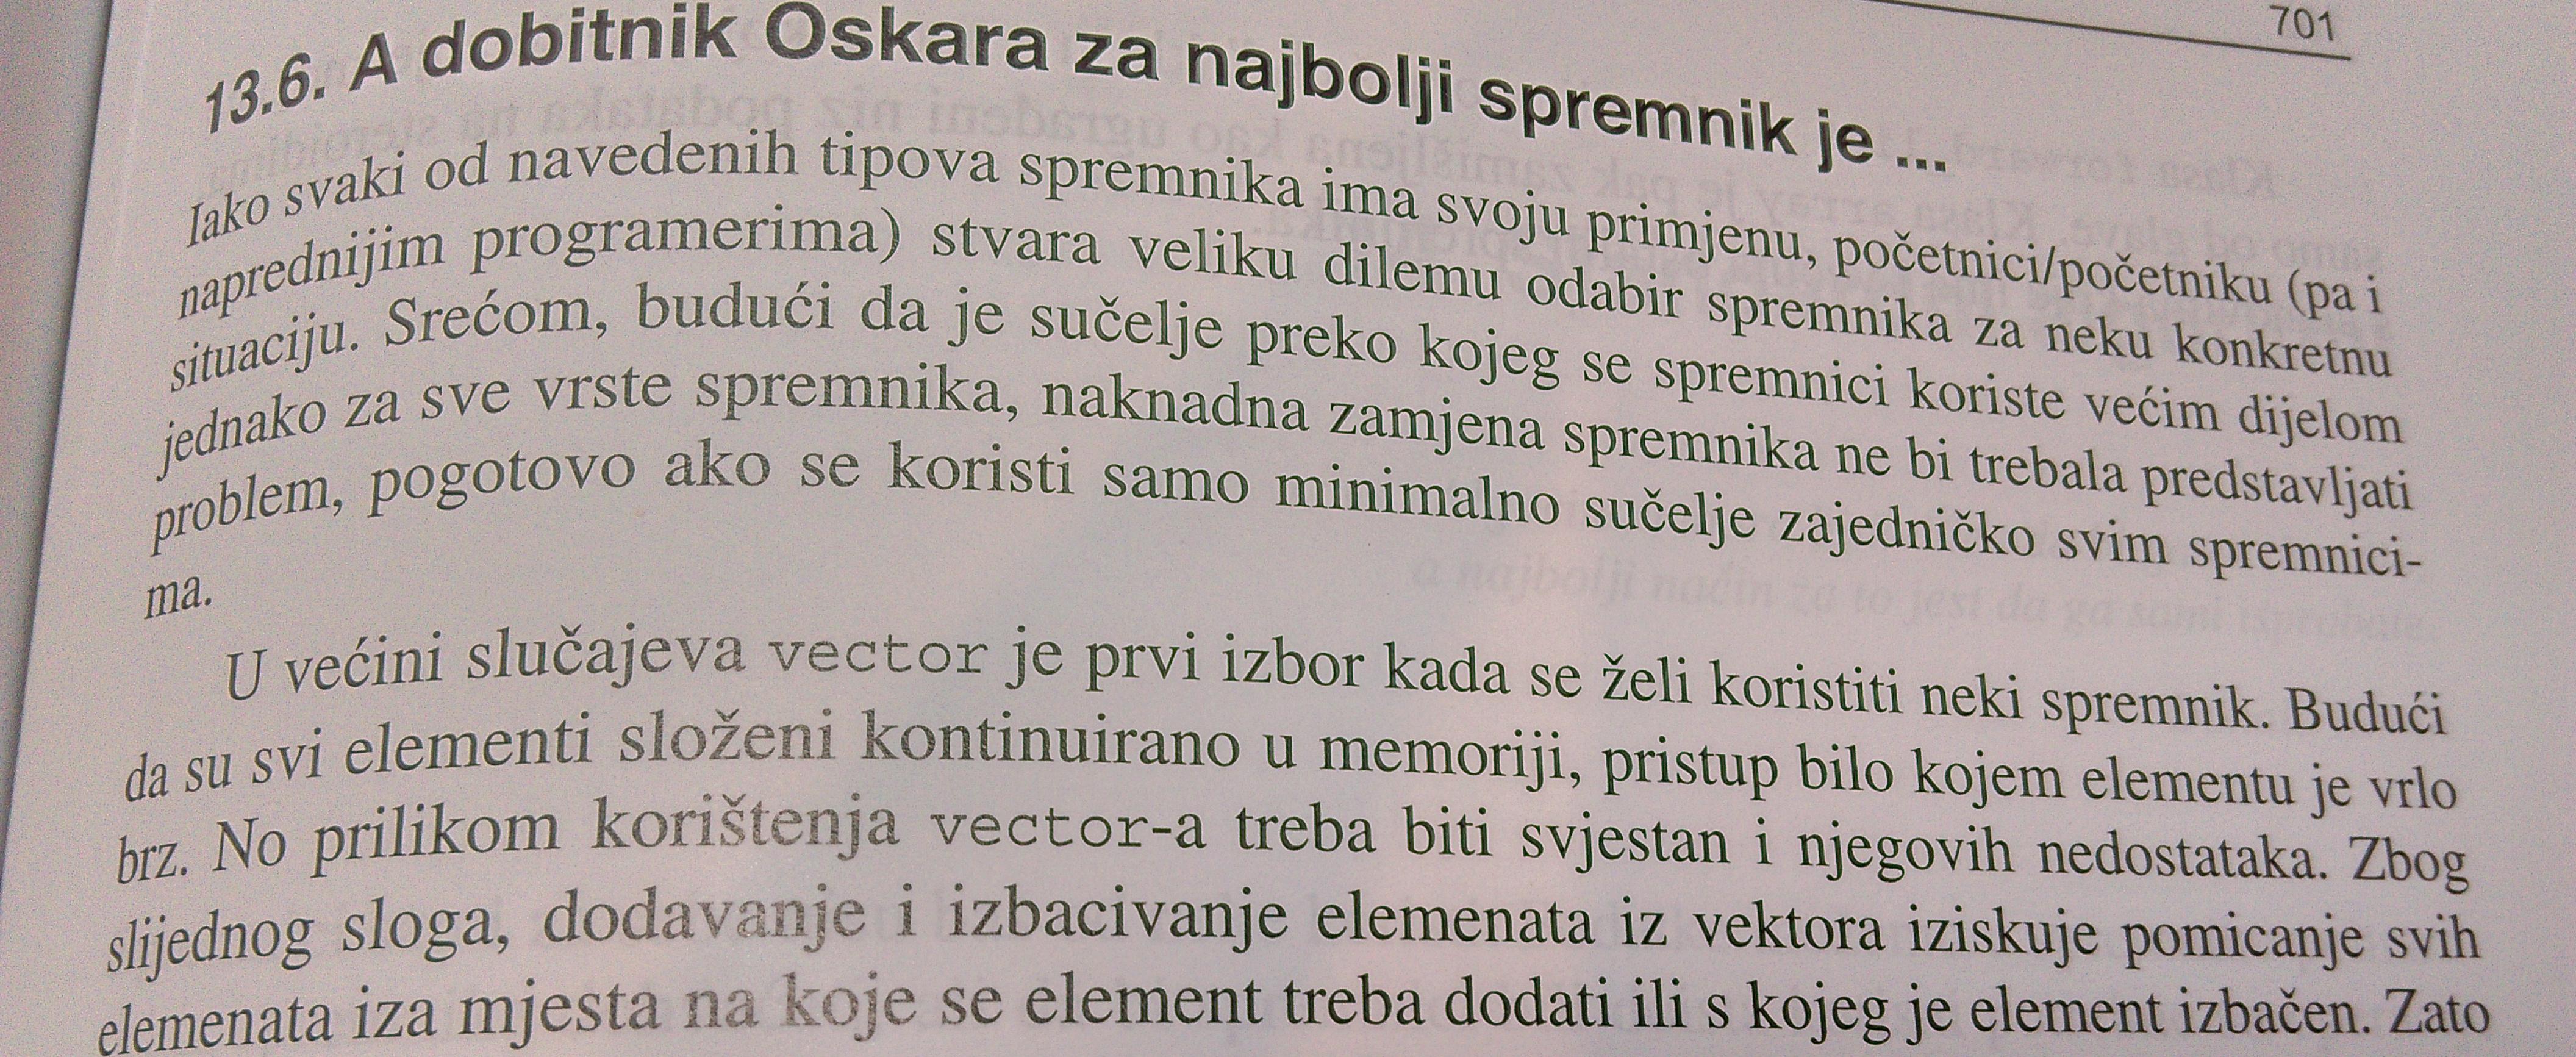 701
13.6. A dobitnik Oskara za najbolji spremnik je ...
Iako svaki od navedenih tipova spremnika ima svoju primjenu, početnici/početniku (pa i
naprednijim programerima) stvara veliku dilemu odabir spremnika za neku konkretnu
situaciju. Srećom, budući da je sučelje preko kojeg se spremnici koriste većim dijelom
jednako za sve vrste spremnika, naknadna zamjena spremnika ne bi trebala predstavljati
problem, pogotovo ako se koristi samo minimalno sučelje zajedničko svim spremnici-
ma.
U većini slučajeva vector je prvi izbor kada se želi koristiti neki spremnik. Budući
da su svi elementi složeni kontinuirano u memoriji, pristup bilo kojem elementu je vrlo
brz. No prilikom korištenja vector-a treba biti svjestan i njegovih nedostataka. Zbog
slijednog sloga, dodavanje i izbacivanje elemenata iz vektora iziskuje pomicanje svih
elemenata iza mjesta na koje se element treba dodati ili s kojeg je element izbačen. Zato